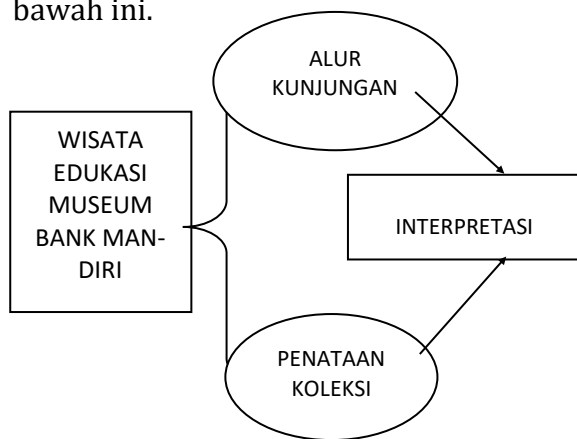 bawah ini.
ALUR
KUNJUNGAN
WISATA
EDUKASI
MUSEUM
BANK MAN-
DIRI
INTERPRETASI
PENATAAN
KOLEKSI